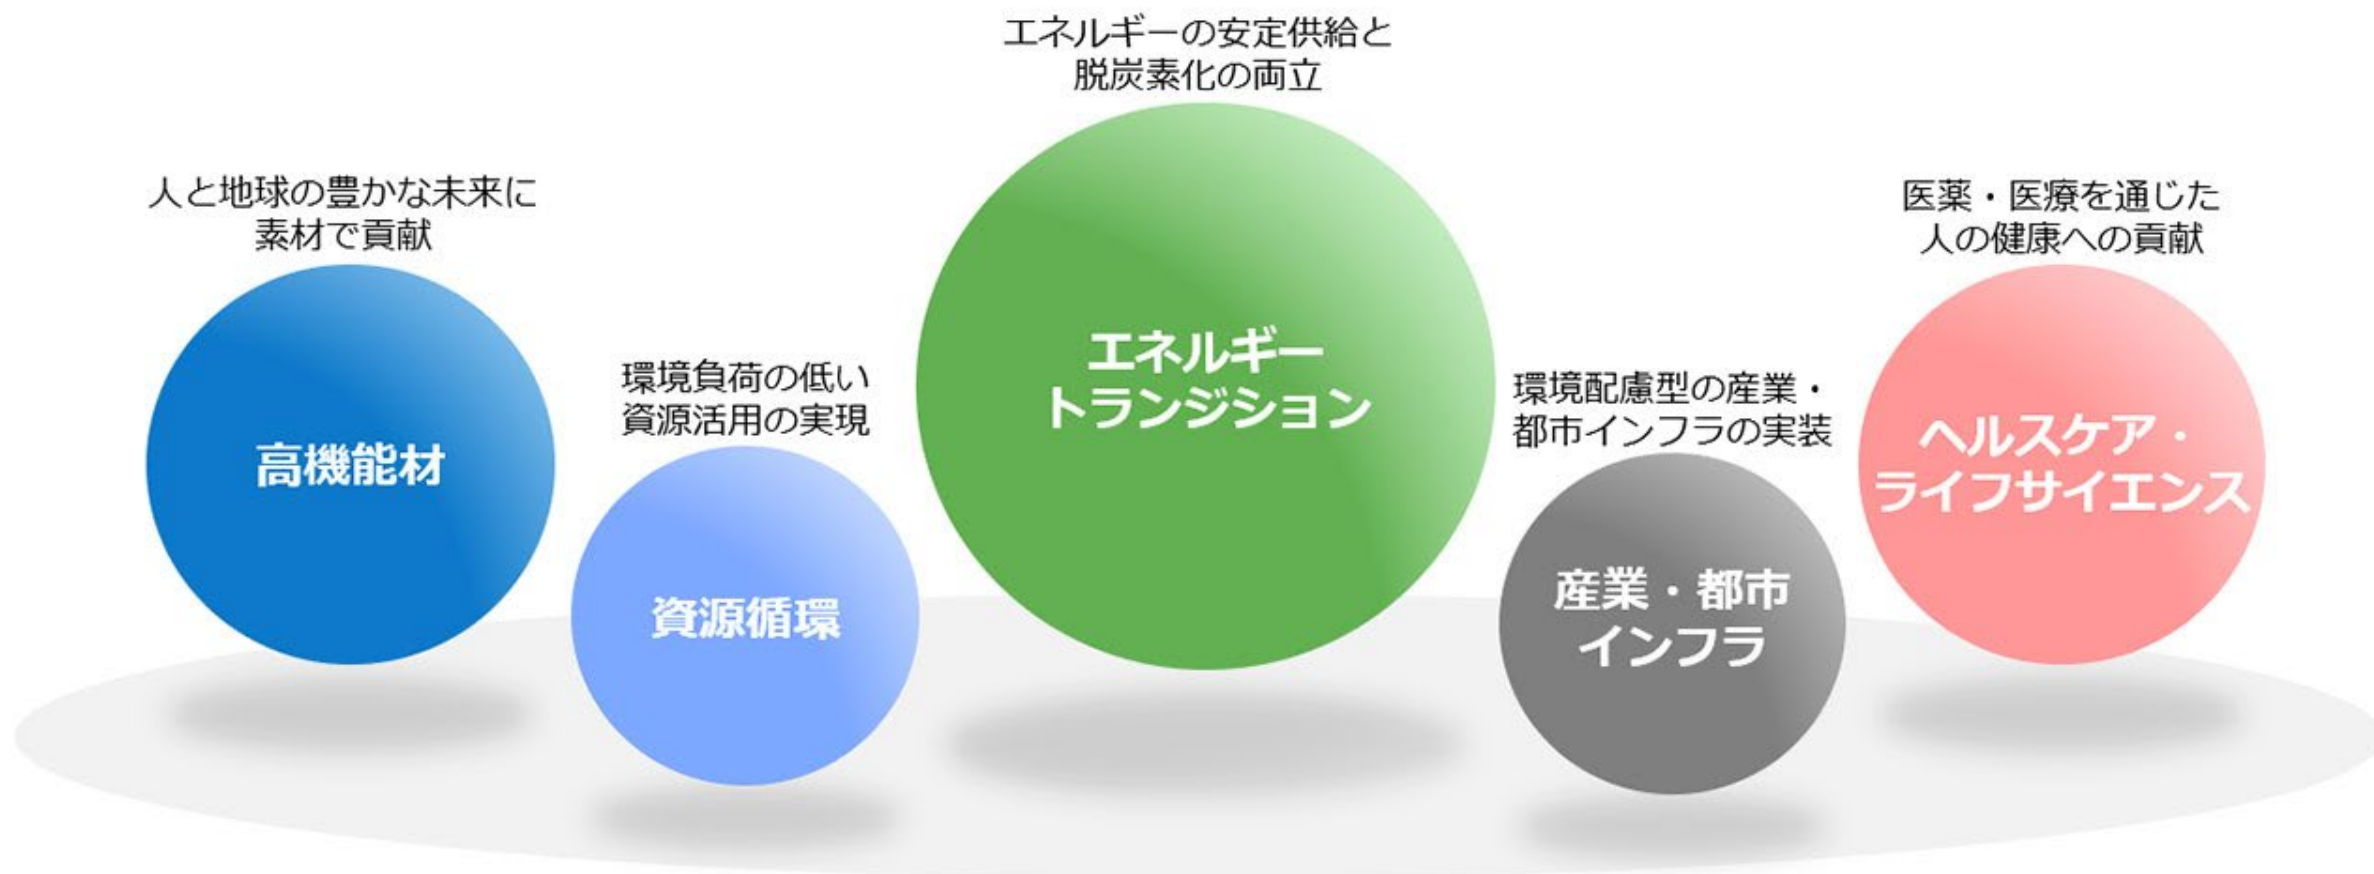 人と地球の豊かな未来に
素材で貢献
高機能材
環境負荷の低い
資源活用の実現
資源循環
エネルギーの安定供給と
脱炭素化の両立
エネルギー
トランジション
環境配慮型の産業・
都市インフラの実装
産業・都市
インフラ
医薬・医療を通じた
人の健康への貢献
ヘルスケア・
ライフサイエンス